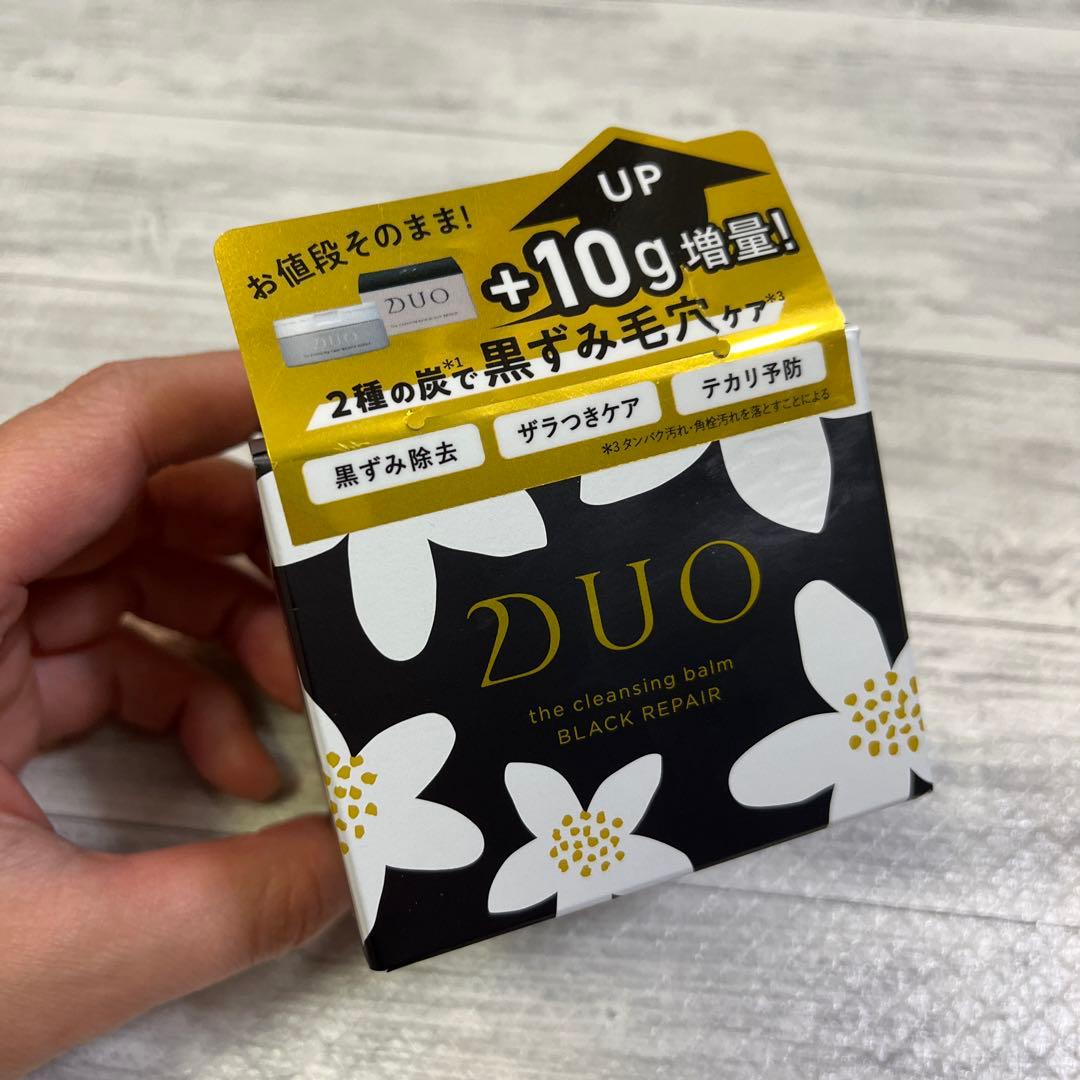 UP
お値段そのまま!
+10g増量!
DUO
DUO
2種の炭*1で黒ずみ毛穴ケア*3
黒ずみ除去
ザラつきケア
テカリ予防
*3 タンパク汚れ・角栓汚れを落とすことによる
DUO
the cleansing balm
BLACK REPAIR